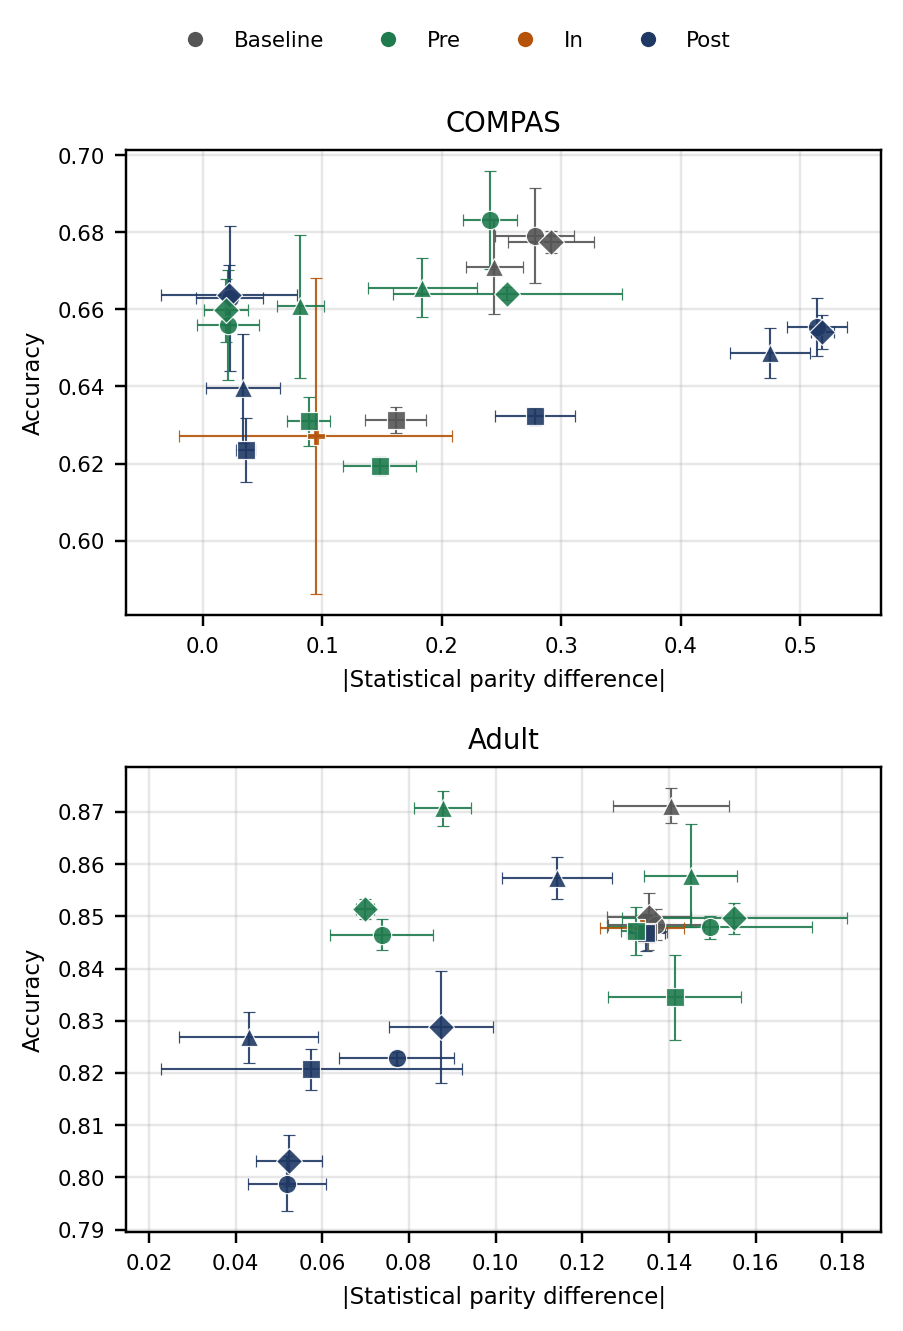 Baseline Pre In Post
COMPAS
0.70
0.68
0.66
0.64
0.62
0.60
Accuracy
0.0 0.1 0.2 0.3 0.4 0.5
|Statistical parity difference|
Adult
0.87
0.86
0.85
0.84
0.83
0.82
0.81
0.80
0.79
Accuracy
0.02 0.04 0.06 0.08 0.10 0.12 0.14 0.16 0.18
|Statistical parity difference|